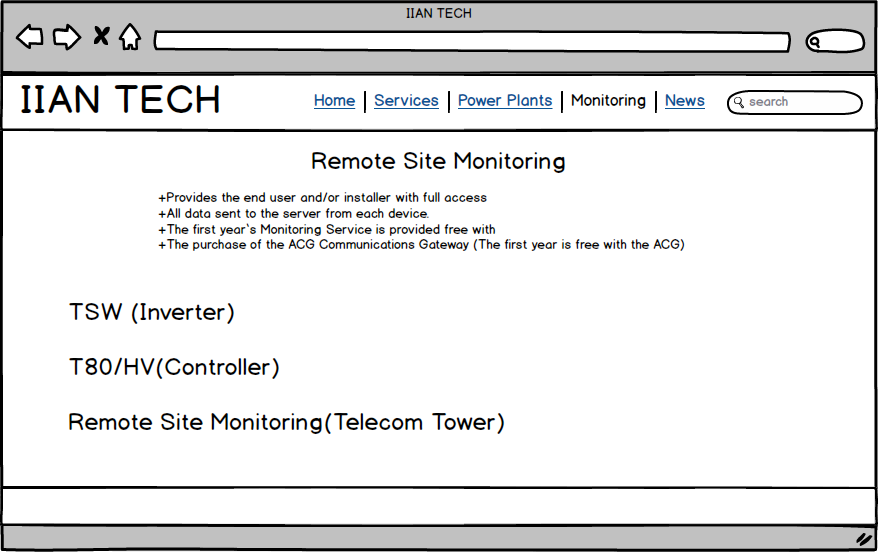 IIAN TECH
IIAN TECH
Home Services Power Plants Monitoring News search
Remote Site Monitoring
+Provides the end user and/or installer with full access
+All data sent to the server from each device.
+The first year`s Monitoring Service is provided free with
+The purchase of the ACG Communications Gateway (The first year is free with the ACG)
TSW (Inverter)
T80/HV(Controller)
Remote Site Monitoring(Telecom Tower)